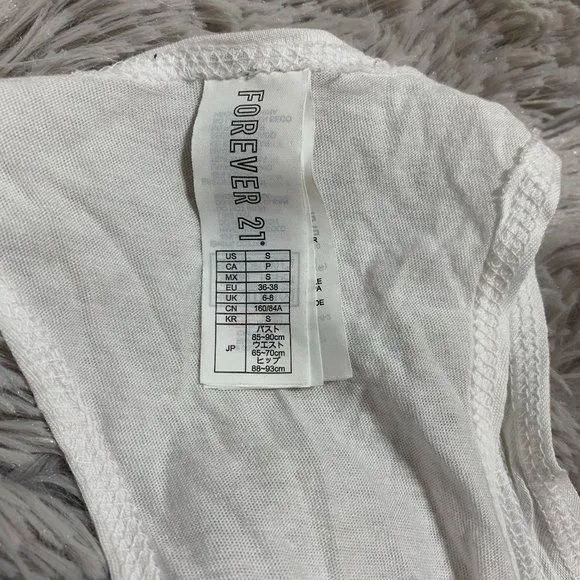 FOREVER 21
US S
CA P
MX S
EU 36-38
UK 6-8
CN 160/84A
KR S
JP バスト
85~90cm
ウエスト
65~70cm
ヒップ
88~93cm